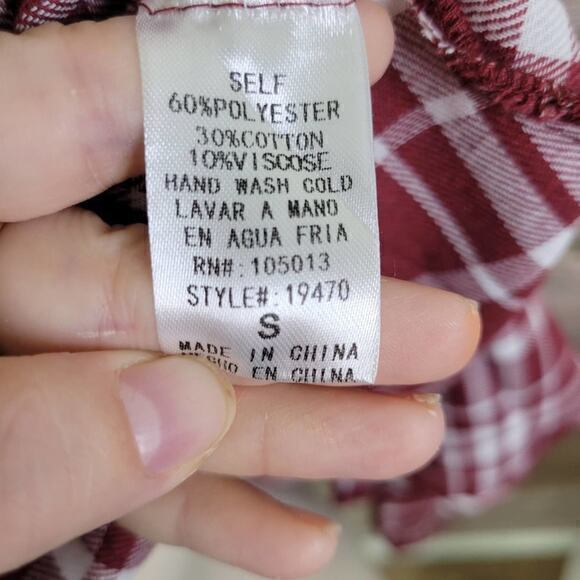 SELF
60%POLYESTER
30%COTTON
10%VISCOSE
HAND WASH COLD
LAVAR A MANO
EN AGUA FRIA
RN#: 105013
STYLE#: 19470
S
MADE IN CHINA
HECHO EN CHINA